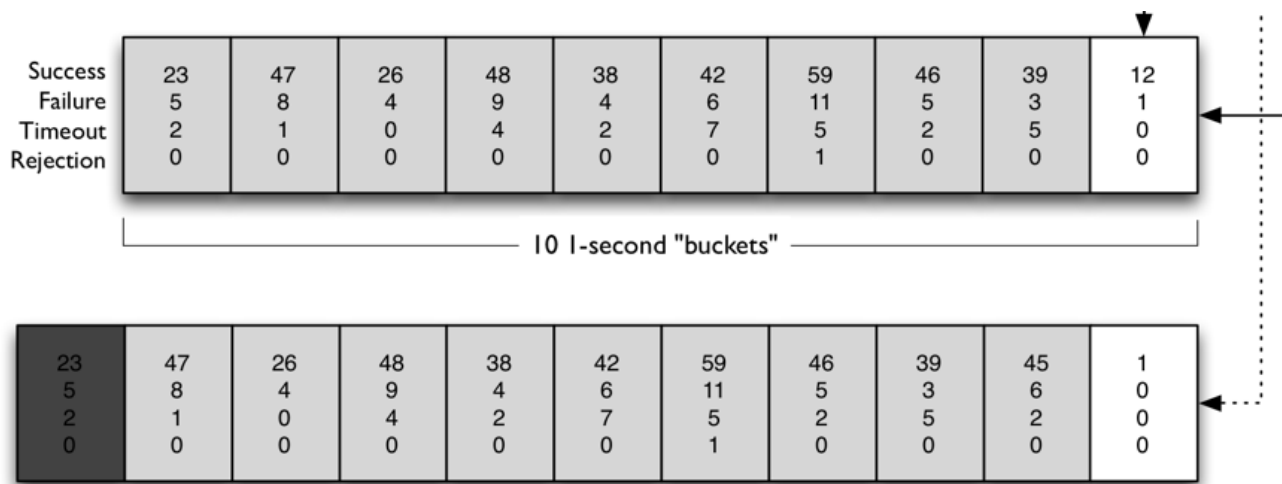 Success 23 47 26 48 38 42 59 46 39 12
Failure 5 8 4 9 4 6 11 5 3 1
Timeout 2 1 0 4 2 7 5 2 5 0
Rejection 0 0 0 0 0 0 1 0 0 0
10 1-second "buckets"
23 47 26 48 38 42 59 46 39 45 1
5 8 4 9 4 6 11 5 3 6 0
2 1 0 4 2 7 5 2 5 2 0
0 0 0 0 0 0 1 0 0 0 0